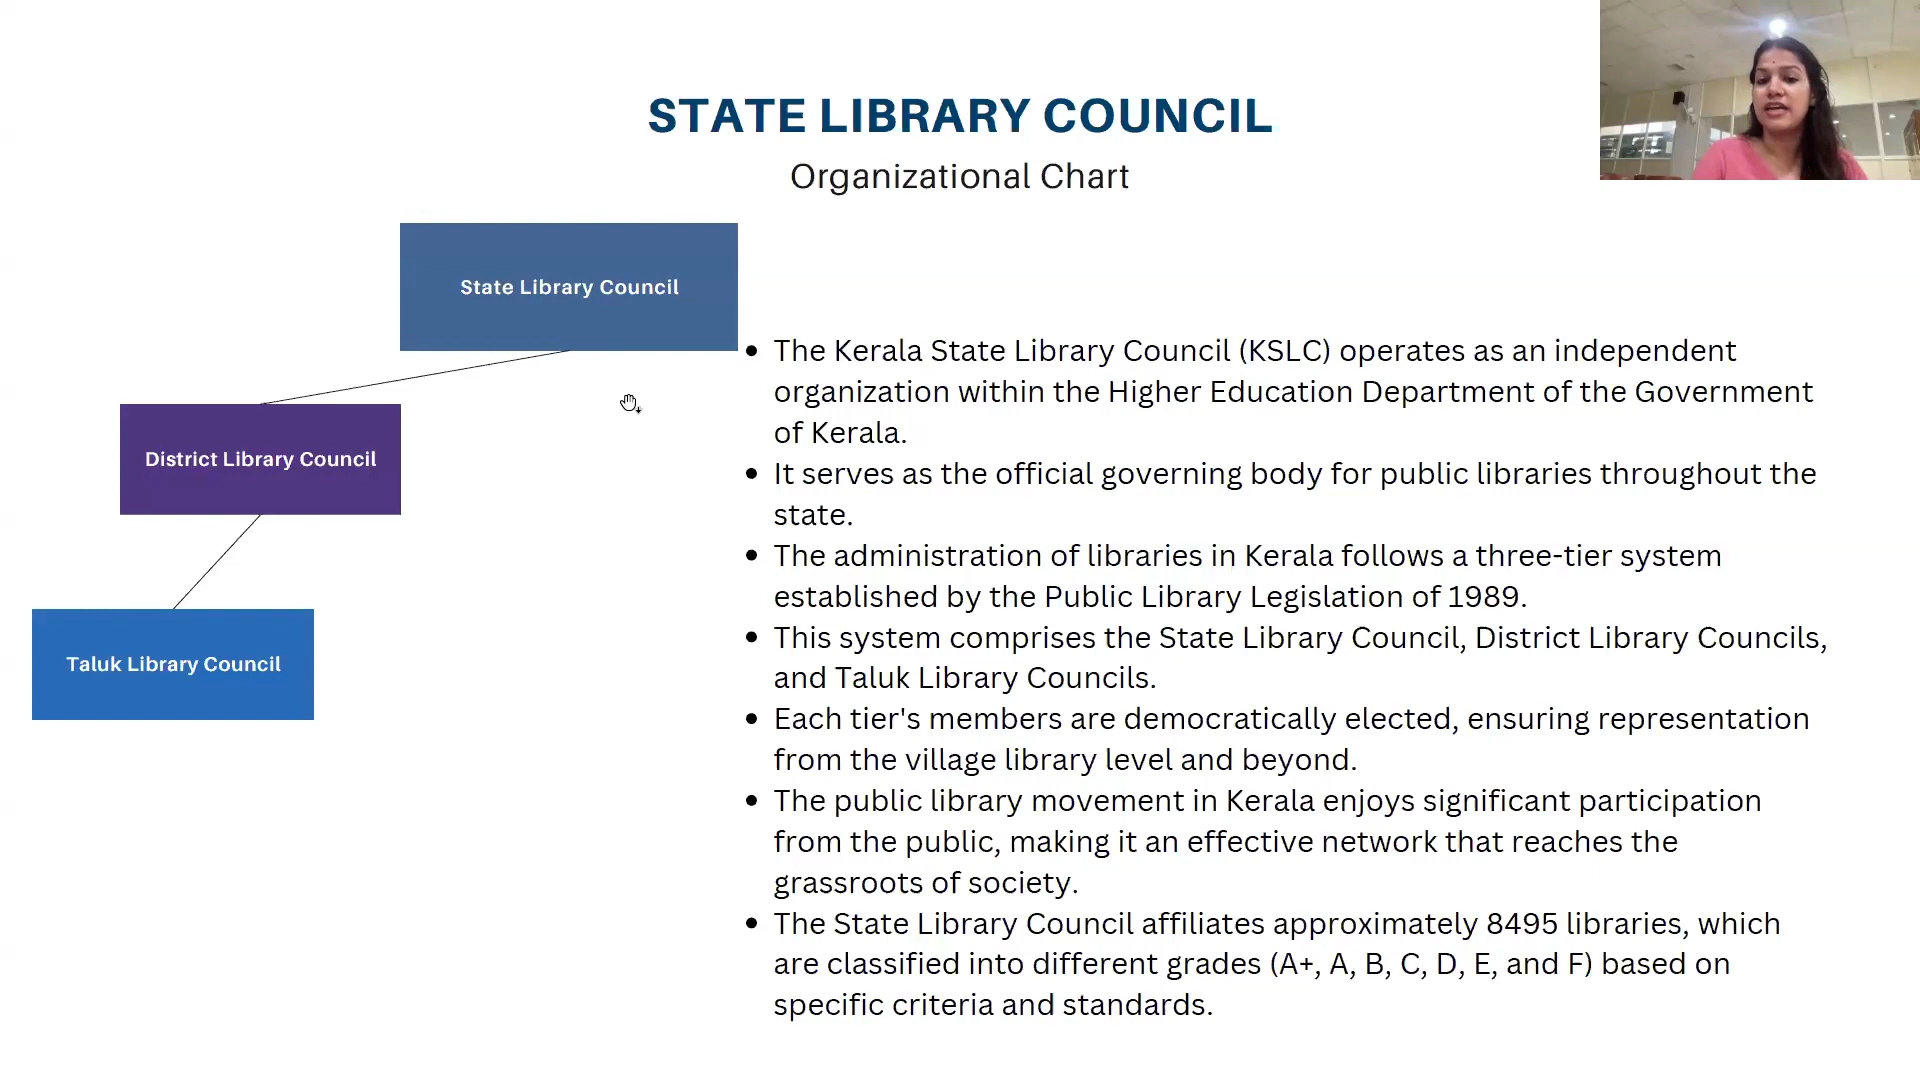 STATE LIBRARY COUNCIL
Organizational Chart
State Library Council
District Library Council
Taluk Library Council
• The Kerala State Library Council (KSLC) operates as an independent
organization within the Higher Education Department of the Government
of Kerala.
• It serves as the official governing body for public libraries throughout the
state.
• The administration of libraries in Kerala follows a three-tier system
established by the Public Library Legislation of 1989.
• This system comprises the State Library Council, District Library Councils,
and Taluk Library Councils.
• Each tier's members are democratically elected, ensuring representation
from the village library level and beyond.
• The public library movement in Kerala enjoys significant participation
from the public, making it an effective network that reaches the
grassroots of society.
• The State Library Council affiliates approximately 8495 libraries, which
are classified into different grades (A+, A, B, C, D, E, and F) based on
specific criteria and standards.